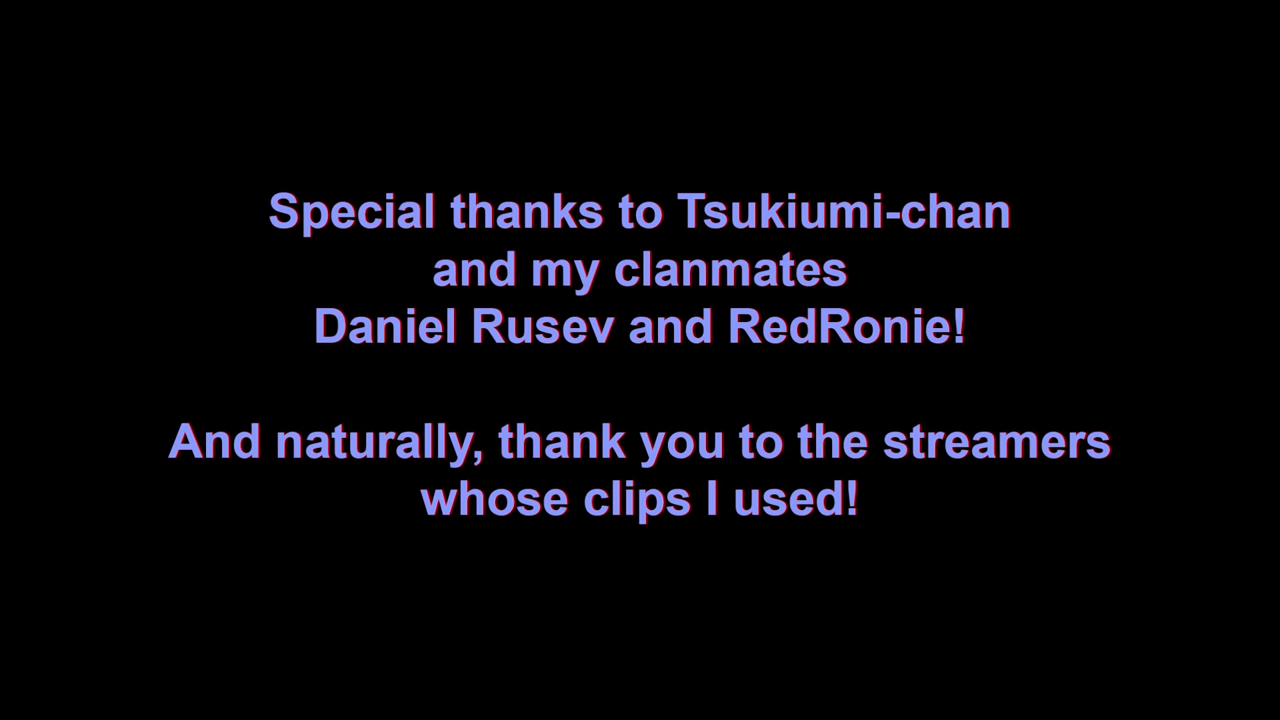 Special thanks to Tsukiumi-chan
and my clanmates
Daniel Rusev and RedRonie!
And naturally, thank you to the streamers
whose clips I used!